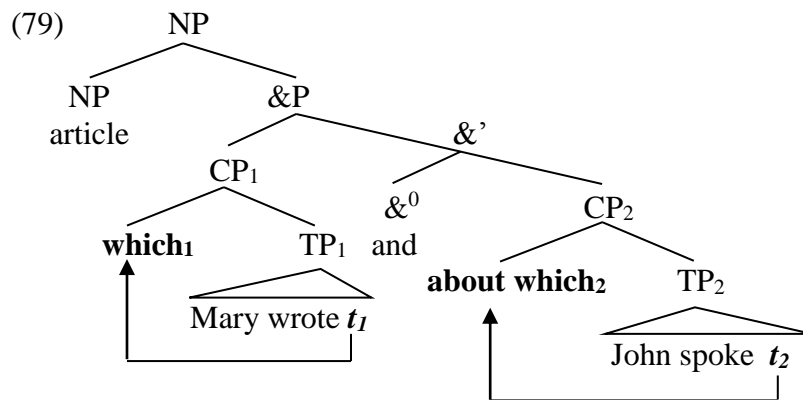 (79) NP
NP &P
article &’
CP₁
&⁰ CP₂
which₁ TP₁ and
about which₂ TP₂
Mary wrote t₁
John spoke t₂